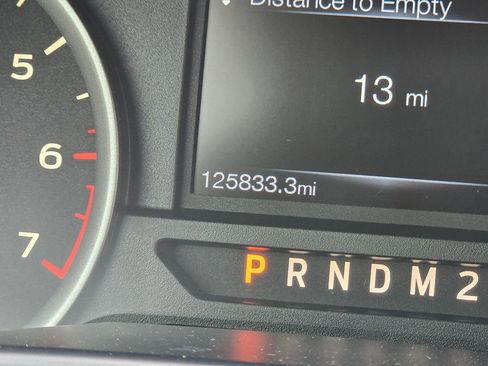 Distance to Empty
5
13 mi
6
125833.3mi
7
P R N D M 2